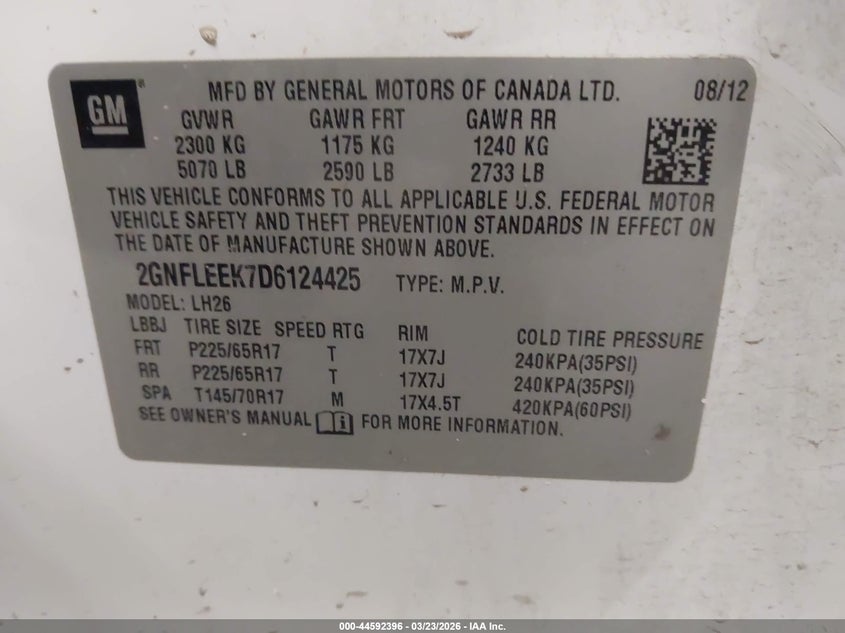 GM
MFD BY GENERAL MOTORS OF CANADA LTD. 08/12
GVWR GAWR FRT GAWR RR
2300 KG 1175 KG 1240 KG
5070 LB 2590 LB 2733 LB
THIS VEHICLE CONFORMS TO ALL APPLICABLE U.S. FEDERAL MOTOR
VEHICLE SAFETY AND THEFT PREVENTION STANDARDS IN EFFECT ON
THE DATE OF MANUFACTURE SHOWN ABOVE.
2GNFLEEK7D6124425 TYPE: M.P.V.
MODEL: LH26
LBBJ TIRE SIZE SPEED RTG RIM COLD TIRE PRESSURE
FRT P225/65R17 T 17X7J 240KPA(35PSI)
RR P225/65R17 T 17X7J 240KPA(35PSI)
SPA T145/70R17 M 17X4.5T 420KPA(60PSI)
SEE OWNER'S MANUAL i FOR MORE INFORMATION.
000-44592396 - 03/23/2026 - IAA Inc.